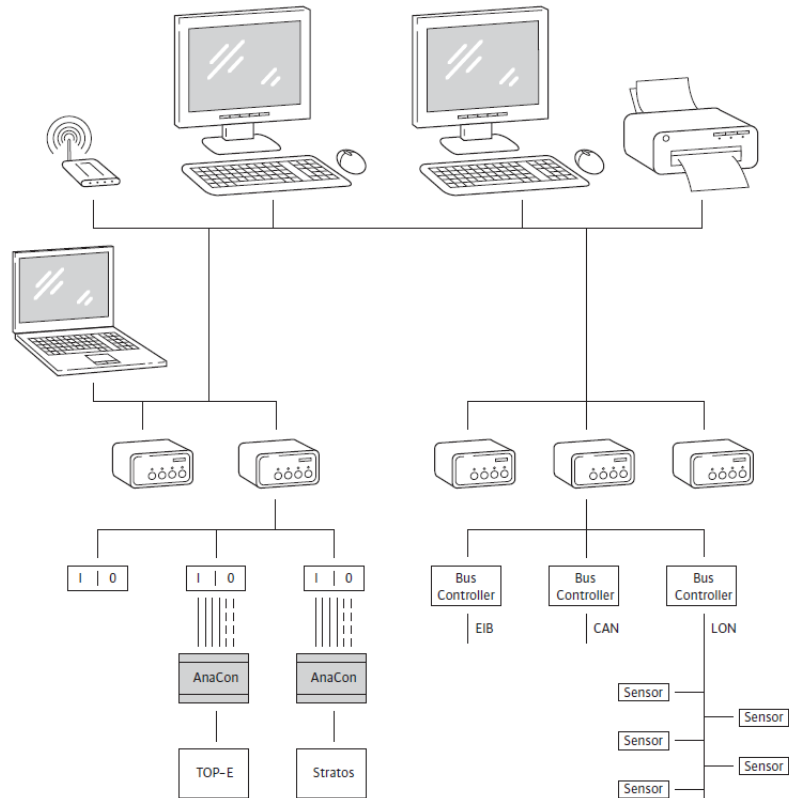 I | 0
I | 0
I | 0
Bus
Controller
Bus
Controller
Bus
Controller
EIB
CAN
LON
AnaCon
AnaCon
Sensor
Sensor
Sensor
Sensor
Sensor
TOP-E
Stratos